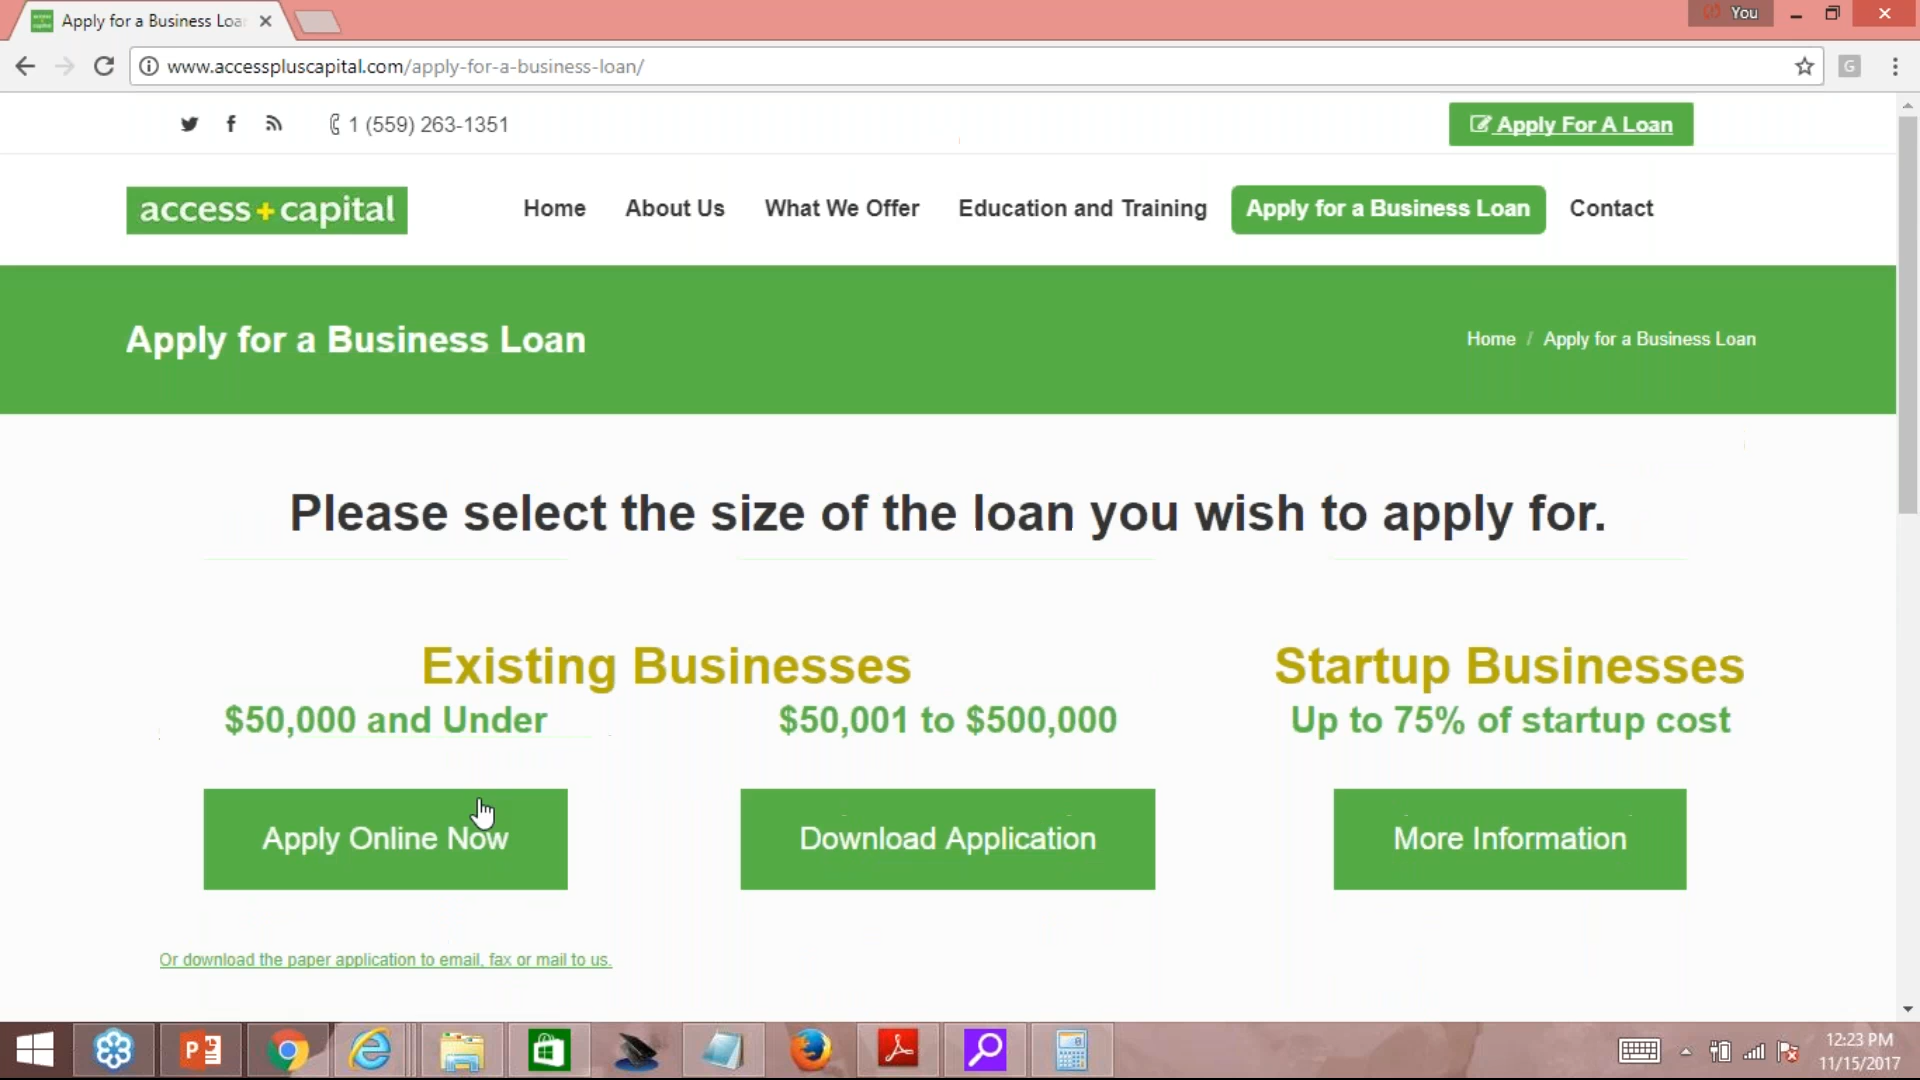 Apply for a Business Loa
You
www.accesspluscapital.com/apply-for-a-business-loan/
G
1 (559) 263-1351
Apply For A Loan
access+capital
Home
About Us
What We Offer
Education and Training
Apply for a Business Loan
Contact
Apply for a Business Loan
Home / Apply for a Business Loan
Please select the size of the loan you wish to apply for.
Existing Businesses
Startup Businesses
$50,000 and Under
$50,001 to $500,000
Up to 75% of startup cost
Apply Online Now
Download Application
More Information
Or download the paper application to email, fax or mail to us.
12:23 PM
11/15/2017